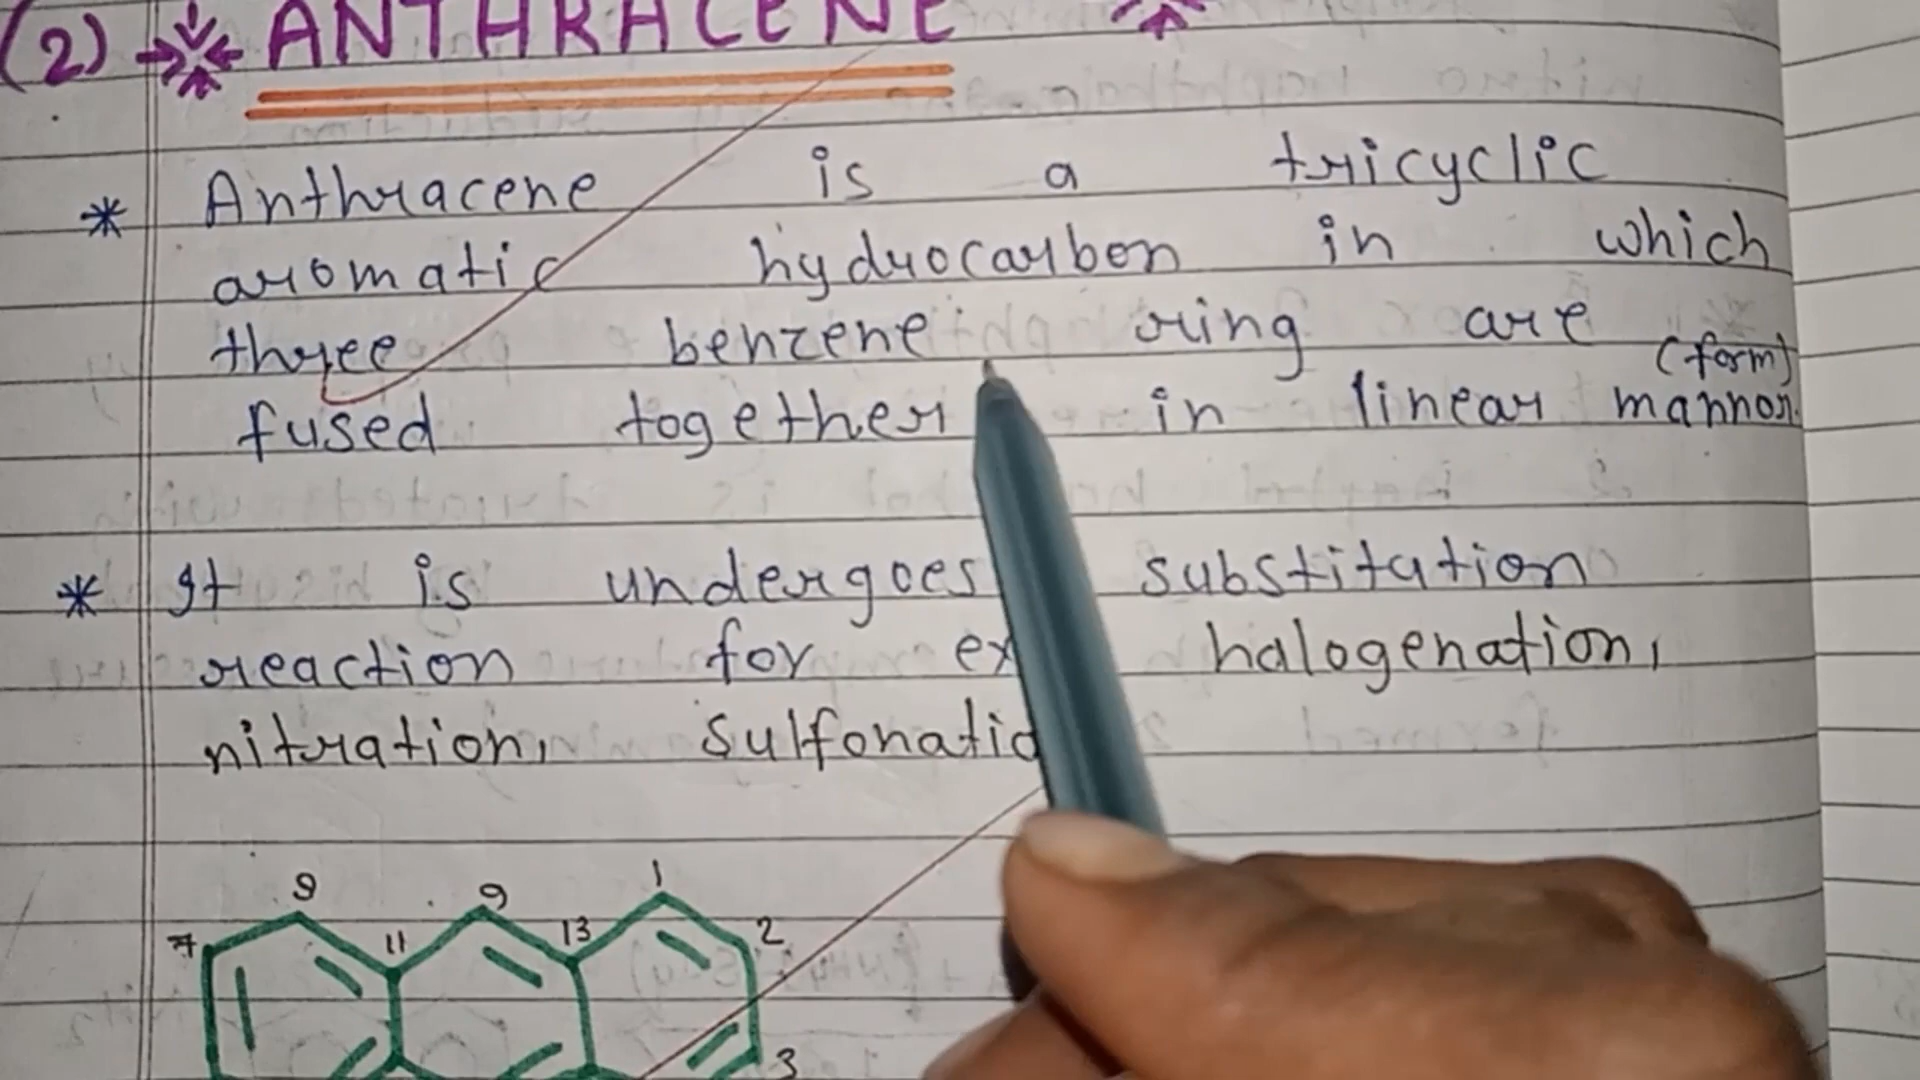 (2) ANTHRACENE
* Anthracene is a tricyclic
aromatic hydrocarbon in which
three benzene ring are
(form)
fused together in linear mannor.
* It is undergoes substitution
reaction for ex halogenation,
nitration, sulfonatio
8 9 1
7 11 13 2
3